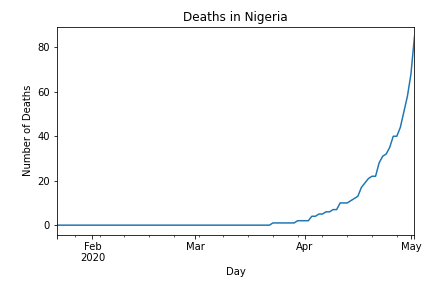 Deaths in Nigeria
Number of Deaths
80
60
40
20
0
Feb
2020
Mar
Apr
May
Day